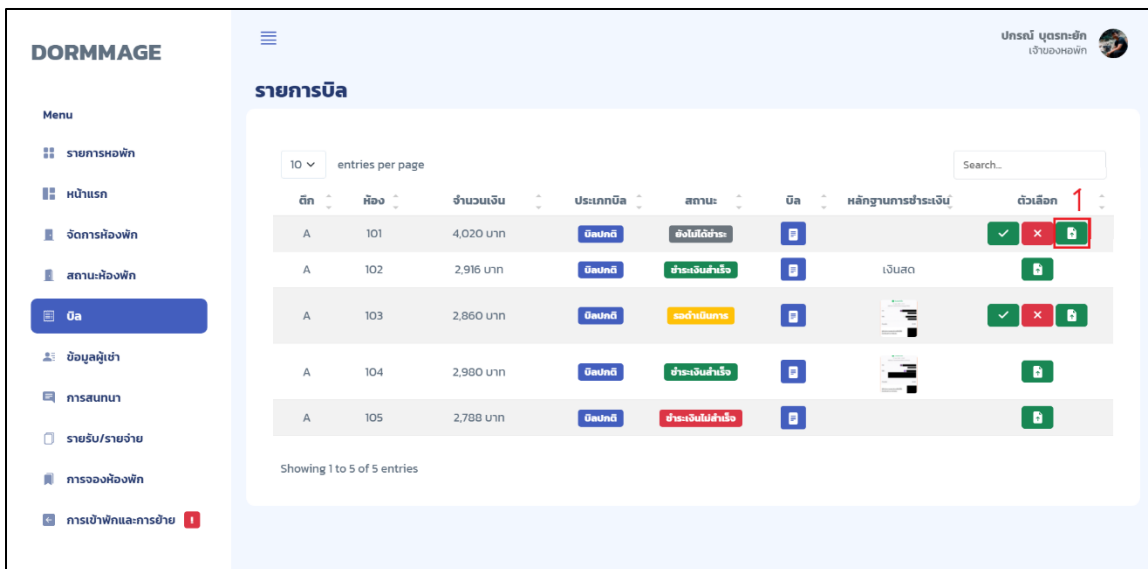 DORMMAGE
ปกรณ์ บุตรทะยัก
เจ้าของหอพัก
รายการบิล
Menu
รายการหอพัก
หน้าแรก
จัดการห้องพัก
สถานะห้องพัก
บิล
ข้อมูลผู้เช่า
การสนทนา
รายรับ/รายจ่าย
การจองห้องพัก
การเข้าพักและการย้าย !
10 entries per page Search...
ตึก ห้อง จำนวนเงิน ประเภทบิล สถานะ บิล หลักฐานการชำระเงิน ตัวเลือก 1
A 101 4,020 บาท บิลปกติ ยังไม่ได้ชำระ
A 102 2,916 บาท บิลปกติ ชำระเงินสำเร็จ เงินสด
A 103 2,860 บาท บิลปกติ รอดำเนินการ
A 104 2,980 บาท บิลปกติ ชำระเงินสำเร็จ
A 105 2,788 บาท บิลปกติ ชำระเงินไม่สำเร็จ
Showing 1 to 5 of 5 entries